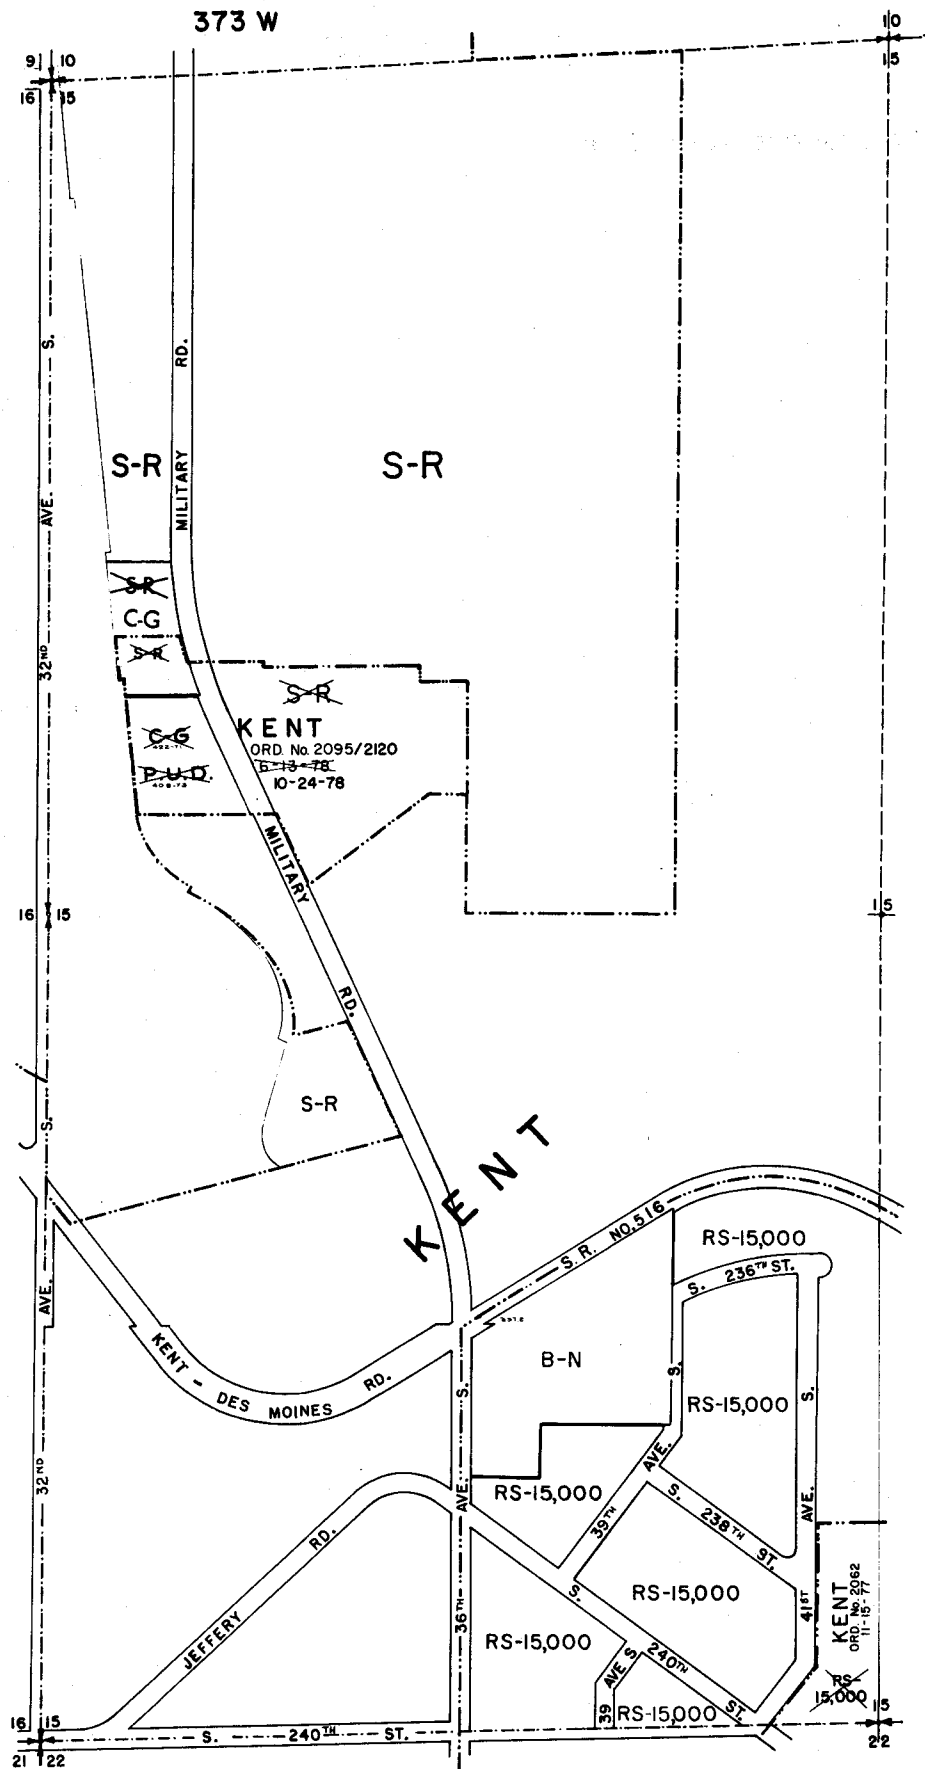 373 W
10
15
9 10
16 15
32ND AVE. S.
MILITARY RD.
S-R
S-R
S-R
C-G
S-R
S-R
KENT
ORD. No. 2095/2120
6-13-78
10-24-78
C-G
422-71
P.U.D.
MILITARY RD.
16 15
15
S-R
KENT
S.R. NO. 516
RS-15,000
S. 236TH ST.
32ND AVE. S.
KENT - DES MOINES RD.
B-N
RS-15,000
36TH AVE. S.
39TH AVE. S.
41ST AVE. S.
RS-15,000
S. 238TH ST.
JEFFERY RD.
RS-15,000
KENT
ORD. No. 2062
11-15-77
RS-15,000
S. 240TH ST.
39 AVE S
RS-15,000
RS-
15,000
S. 240TH ST.
16 15
21 22
15
22